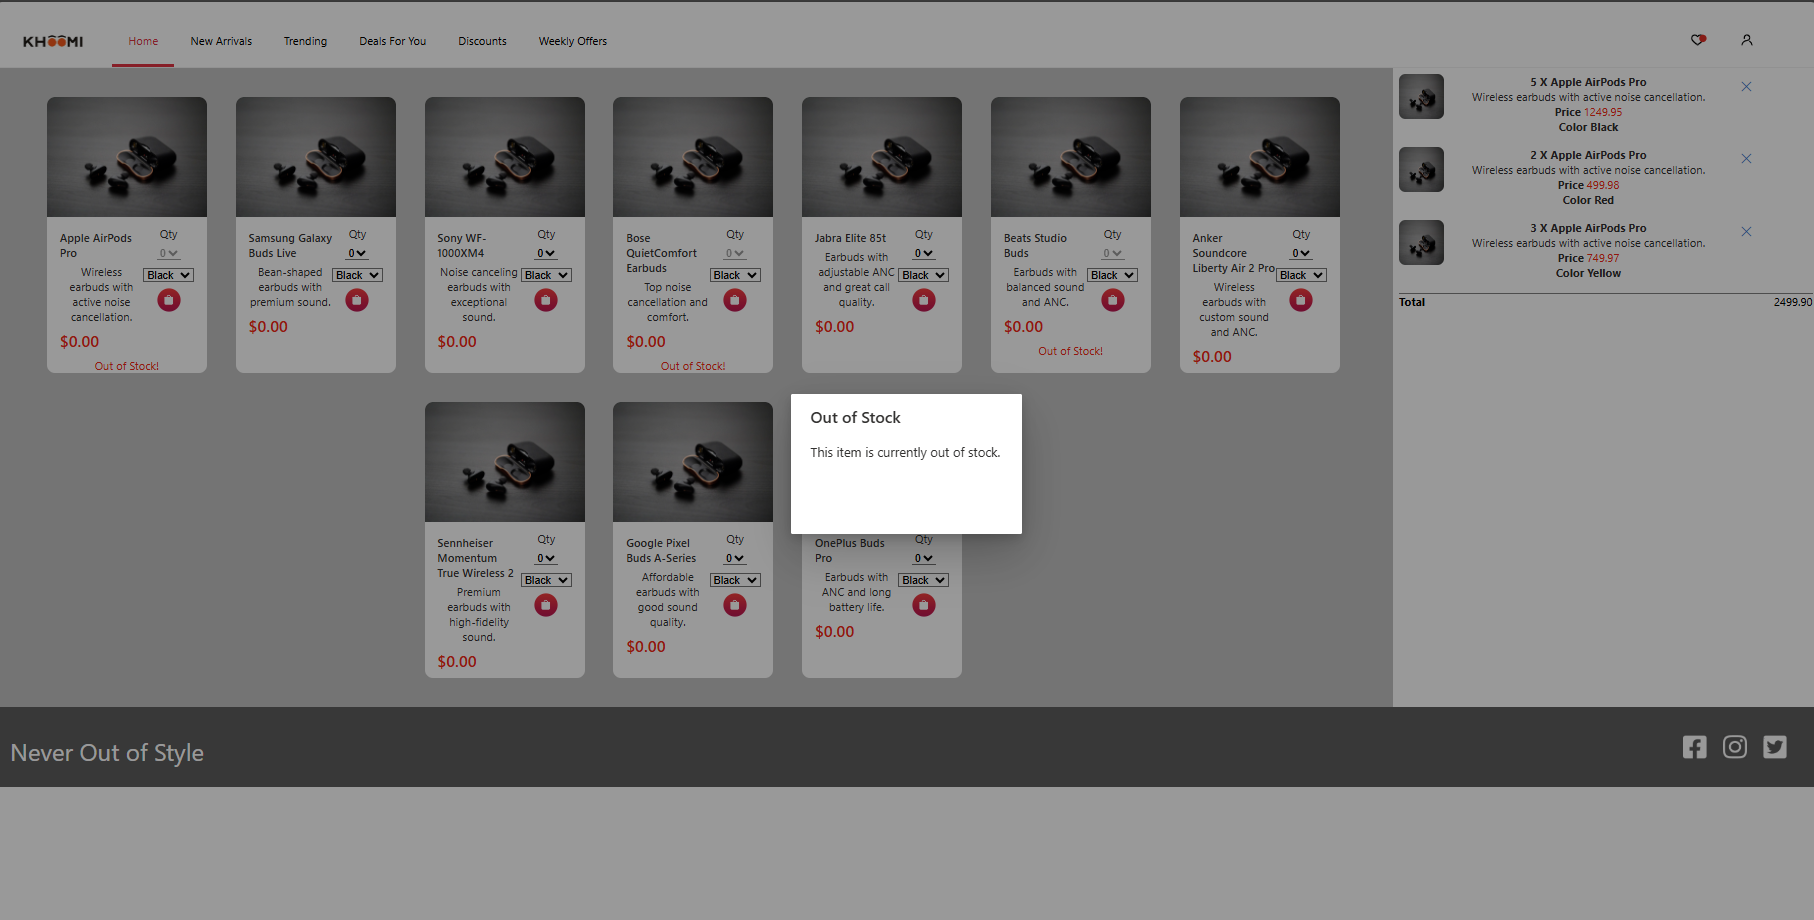 KHOOMI
Home
New Arrivals
Trending
Deals For You
Discounts
Weekly Offers
Apple AirPods
Pro
Wireless
earbuds with
active noise
cancellation.
$0.00
Qty
0
Black
Out of Stock!
Samsung Galaxy
Buds Live
Bean-shaped
earbuds with
premium sound.
$0.00
Qty
0
Black
Sony WF-
1000XM4
Noise canceling
earbuds with
exceptional
sound.
$0.00
Qty
0
Black
Bose
QuietComfort
Earbuds
Top noise
cancellation and
comfort.
$0.00
Qty
0
Black
Out of Stock!
Jabra Elite 85t
Earbuds with
adjustable ANC
and great call
quality.
$0.00
Qty
0
Black
Beats Studio
Buds
Earbuds with
balanced sound
and ANC.
$0.00
Qty
0
Black
Out of Stock!
Anker
Soundcore
Liberty Air 2 Pro
Wireless
earbuds with
custom sound
and ANC.
$0.00
Qty
0
Black
5 X Apple AirPods Pro
Wireless earbuds with active noise cancellation.
Price 1249.95
Color Black
2 X Apple AirPods Pro
Wireless earbuds with active noise cancellation.
Price 499.98
Color Red
3 X Apple AirPods Pro
Wireless earbuds with active noise cancellation.
Price 749.97
Color Yellow
Total 2499.90
Out of Stock
This item is currently out of stock.
Sennheiser
Momentum
True Wireless 2
Premium
earbuds with
high-fidelity
sound.
$0.00
Qty
0
Black
Google Pixel
Buds A-Series
Affordable
earbuds with
good sound
quality.
$0.00
Qty
0
Black
OnePlus Buds
Pro
Earbuds with
ANC and long
battery life.
$0.00
Qty
0
Black
Never Out of Style